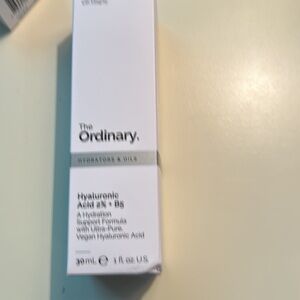 The
Ordinary.
HYDRATORS & OILS
Hyaluronic
Acid 2% + B5
A Hydration
Support Formula
with Ultra-Pure,
Vegan Hyaluronic Acid
30mL e 1 fl. oz. U.S.